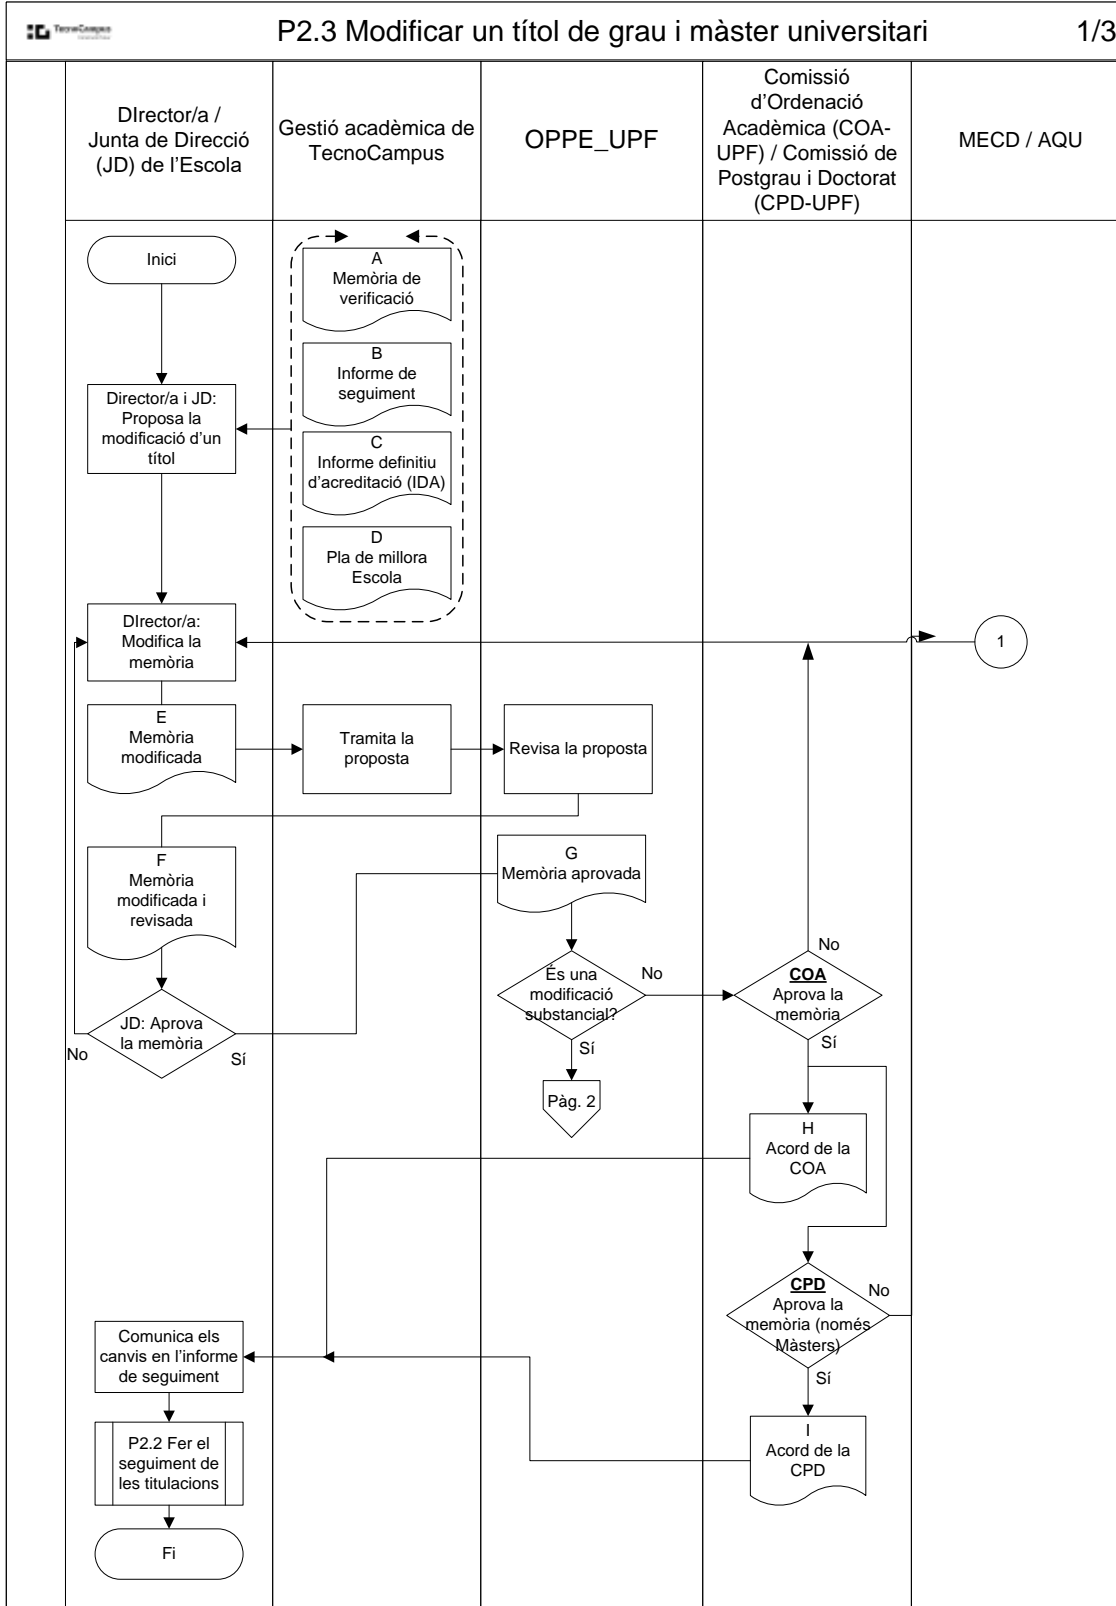 TecnoCampus
P2.3 Modificar un títol de grau i màster universitari
1/3
DIrector/a /
Junta de Direcció
(JD) de l'Escola
Gestió acadèmica de
TecnoCampus
OPPE_UPF
Comissió
d'Ordenació
Acadèmica (COA-
UPF) / Comissió de
Postgrau i Doctorat
(CPD-UPF)
MECD / AQU
Inici
A
Memòria de
verificació
B
Informe de
seguiment
Director/a i JD:
Proposa la
modificació d'un
títol
C
Informe definitiu
d'acreditació (IDA)
D
Pla de millora
Escola
DIrector/a:
Modifica la
memòria
1
E
Memòria
modificada
Tramita la
proposta
Revisa la proposta
F
Memòria
modificada i
revisada
G
Memòria aprovada
És una
modificació
substancial?
No
No
COA
Aprova la
memòria
Sí
JD: Aprova
la memòria
No
Sí
Sí
Pàg. 2
H
Acord de la
COA
CPD
Aprova la
memòria (només
Màsters)
No
Sí
Comunica els
canvis en l'informe
de seguiment
I
Acord de la
CPD
P2.2 Fer el
seguiment de
les titulacions
Fi